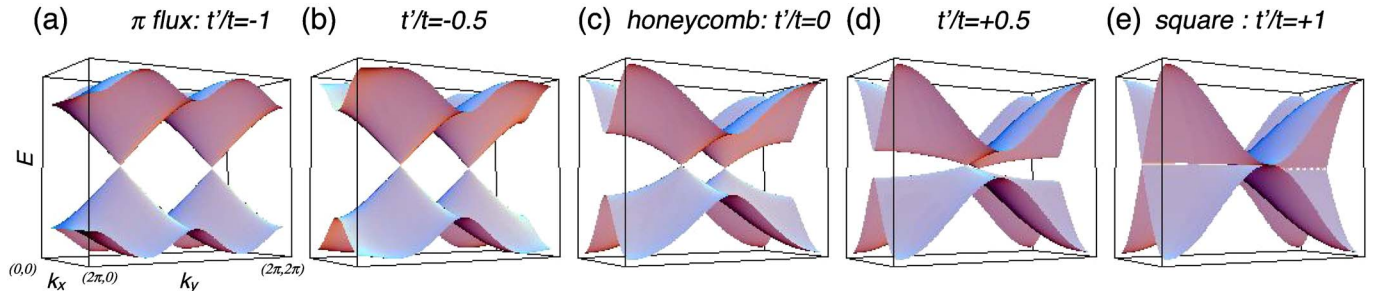 (a) π flux: t'/t=-1
(b) t'/t=-0.5
(c) honeycomb: t'/t=0
(d) t'/t=+0.5
(e) square : t'/t=+1
E
(0,0)
kx
(2π,0)
ky
(2π,2π)